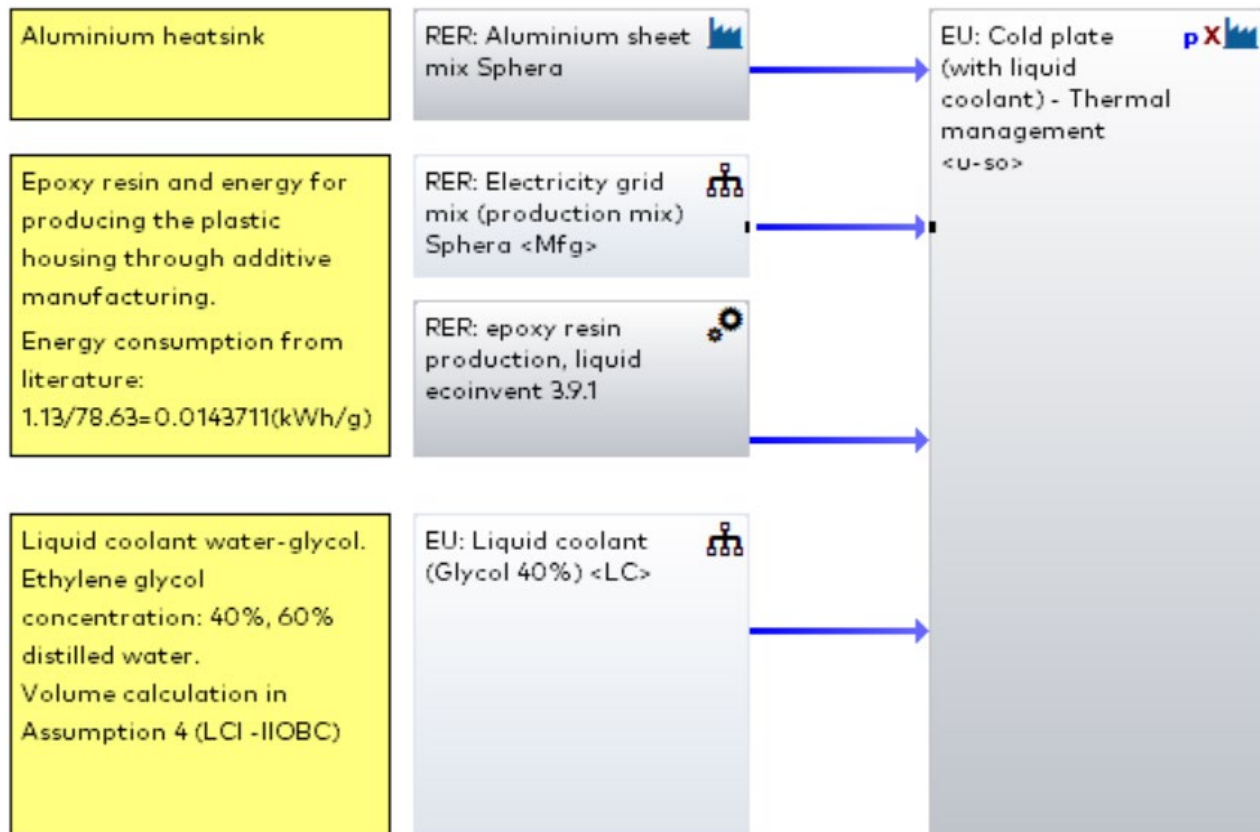 Aluminium heatsink
RER: Aluminium sheet
mix Sphera
EU: Cold plate
(with liquid
coolant) - Thermal
management
<u-so>
pX
Epoxy resin and energy for
producing the plastic
housing through additive
manufacturing.
Energy consumption from
literature:
1.13/78.63=0.0143711(kWh/g)
RER: Electricity grid
mix (production mix)
Sphera <Mfg>
RER: epoxy resin
production, liquid
ecoinvent 3.9.1
Liquid coolant water-glycol.
Ethylene glycol
concentration: 40%, 60%
distilled water.
Volume calculation in
Assumption 4 (LCI -IIOBC)
EU: Liquid coolant
(Glycol 40%) <LC>